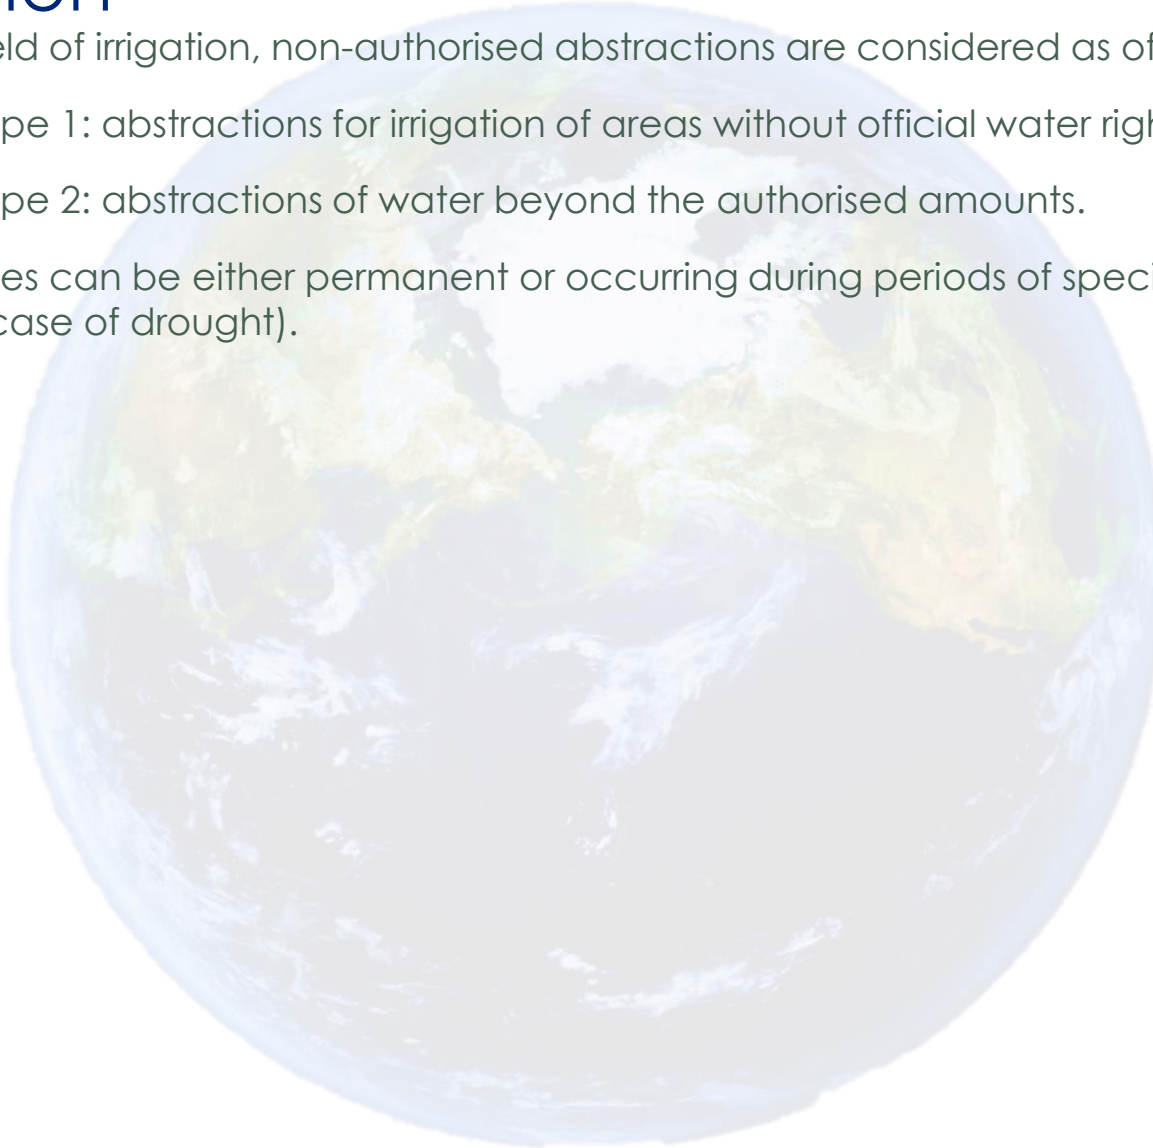 eld of irrigation, non-authorised abstractions are considered as of
pe 1: abstractions for irrigation of areas without official water righ
pe 2: abstractions of water beyond the authorised amounts.
es can be either permanent or occurring during periods of speci
case of drought).